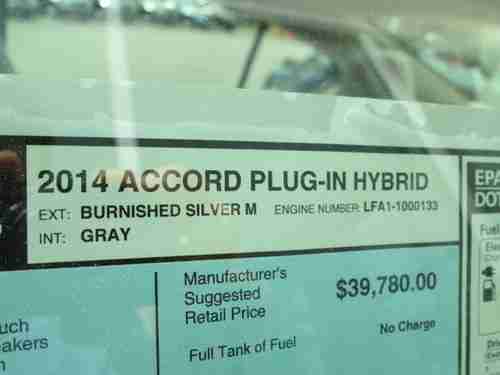 2014 ACCORD PLUG-IN HYBRID
EXT: BURNISHED SILVER M ENGINE NUMBER: LFA1-1000133
INT: GRAY
EPA
DOT
Fuel
Manufacturer's
Suggested
Retail Price
$39,780.00
Full Tank of Fuel
No Charge
uch
akers